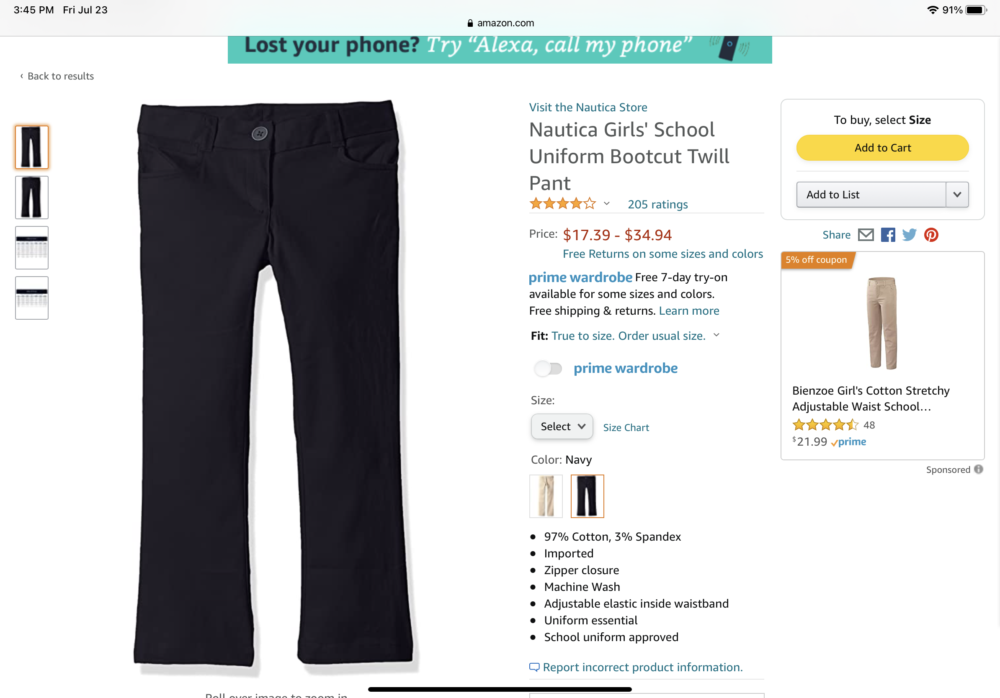 3:45 PM Fri Jul 23
91%
amazon.com
Lost your phone? Try “Alexa, call my phone”
‹ Back to results
Visit the Nautica Store
Nautica Girls' School
Uniform Bootcut Twill
Pant
205 ratings
Price: $17.39 - $34.94
Free Returns on some sizes and colors
prime wardrobe Free 7-day try-on
available for some sizes and colors.
Free shipping & returns. Learn more
Fit: True to size. Order usual size.
prime wardrobe
Size:
Select
Size Chart
Color: Navy
• 97% Cotton, 3% Spandex
• Imported
• Zipper closure
• Machine Wash
• Adjustable elastic inside waistband
• Uniform essential
• School uniform approved
Report incorrect product information.
Roll over image to zoom in
To buy, select Size
Add to Cart
Add to List
Share
5% off coupon
Bienzoe Girl's Cotton Stretchy
Adjustable Waist School...
48
$21.99 prime
Sponsored